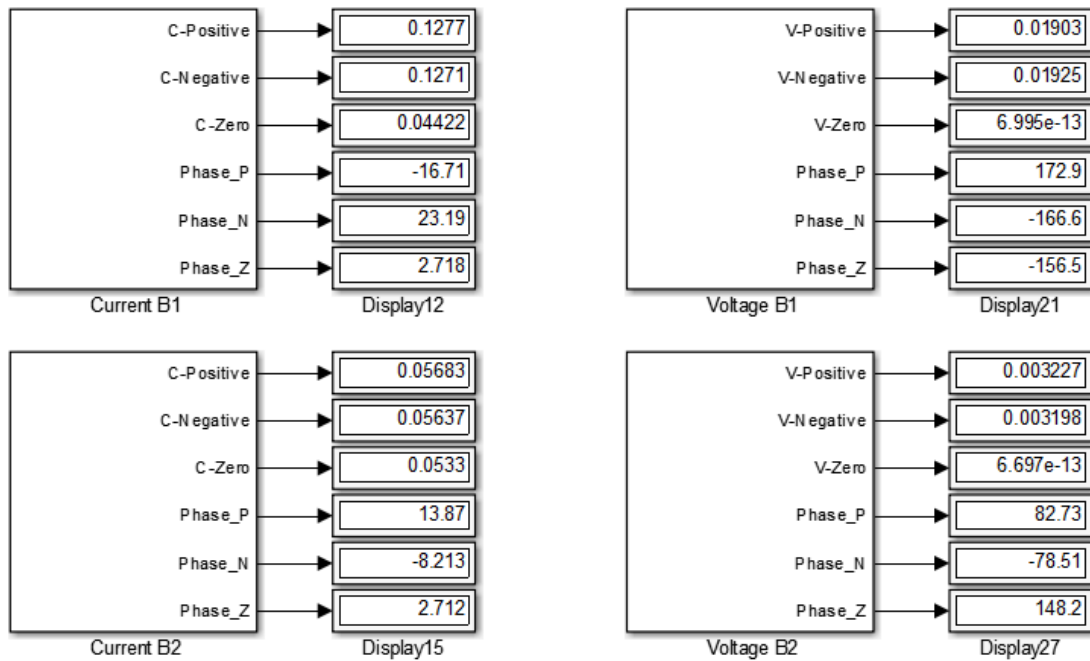 C-Positive 0.1277
C-Negative 0.1271
C-Zero 0.04422
Phase_P -16.71
Phase_N 23.19
Phase_Z 2.718
Current B1 Display12
V-Positive 0.01903
V-Negative 0.01925
V-Zero 6.995e-13
Phase_P 172.9
Phase_N -166.6
Phase_Z -156.5
Voltage B1 Display21
C-Positive 0.05683
C-Negative 0.05637
C-Zero 0.0533
Phase_P 13.87
Phase_N -8.213
Phase_Z 2.712
Current B2 Display15
V-Positive 0.003227
V-Negative 0.003198
V-Zero 6.697e-13
Phase_P 82.73
Phase_N -78.51
Phase_Z 148.2
Voltage B2 Display27